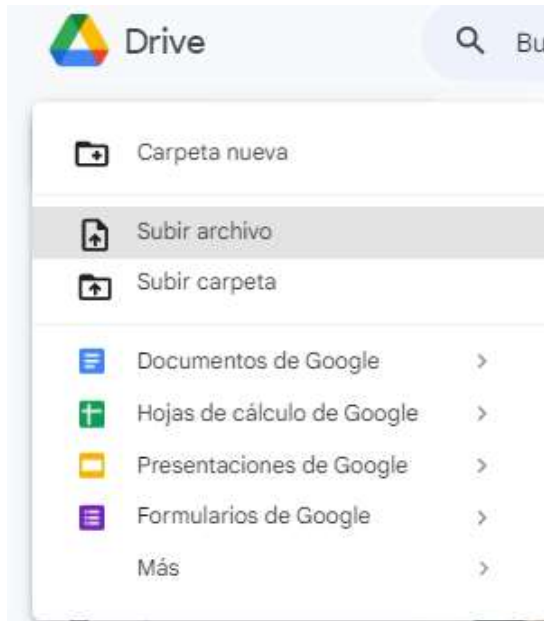 Drive
Bu
Carpeta nueva
Subir archivo
Subir carpeta
Documentos de Google
Hojas de cálculo de Google
Presentaciones de Google
Formularios de Google
Más